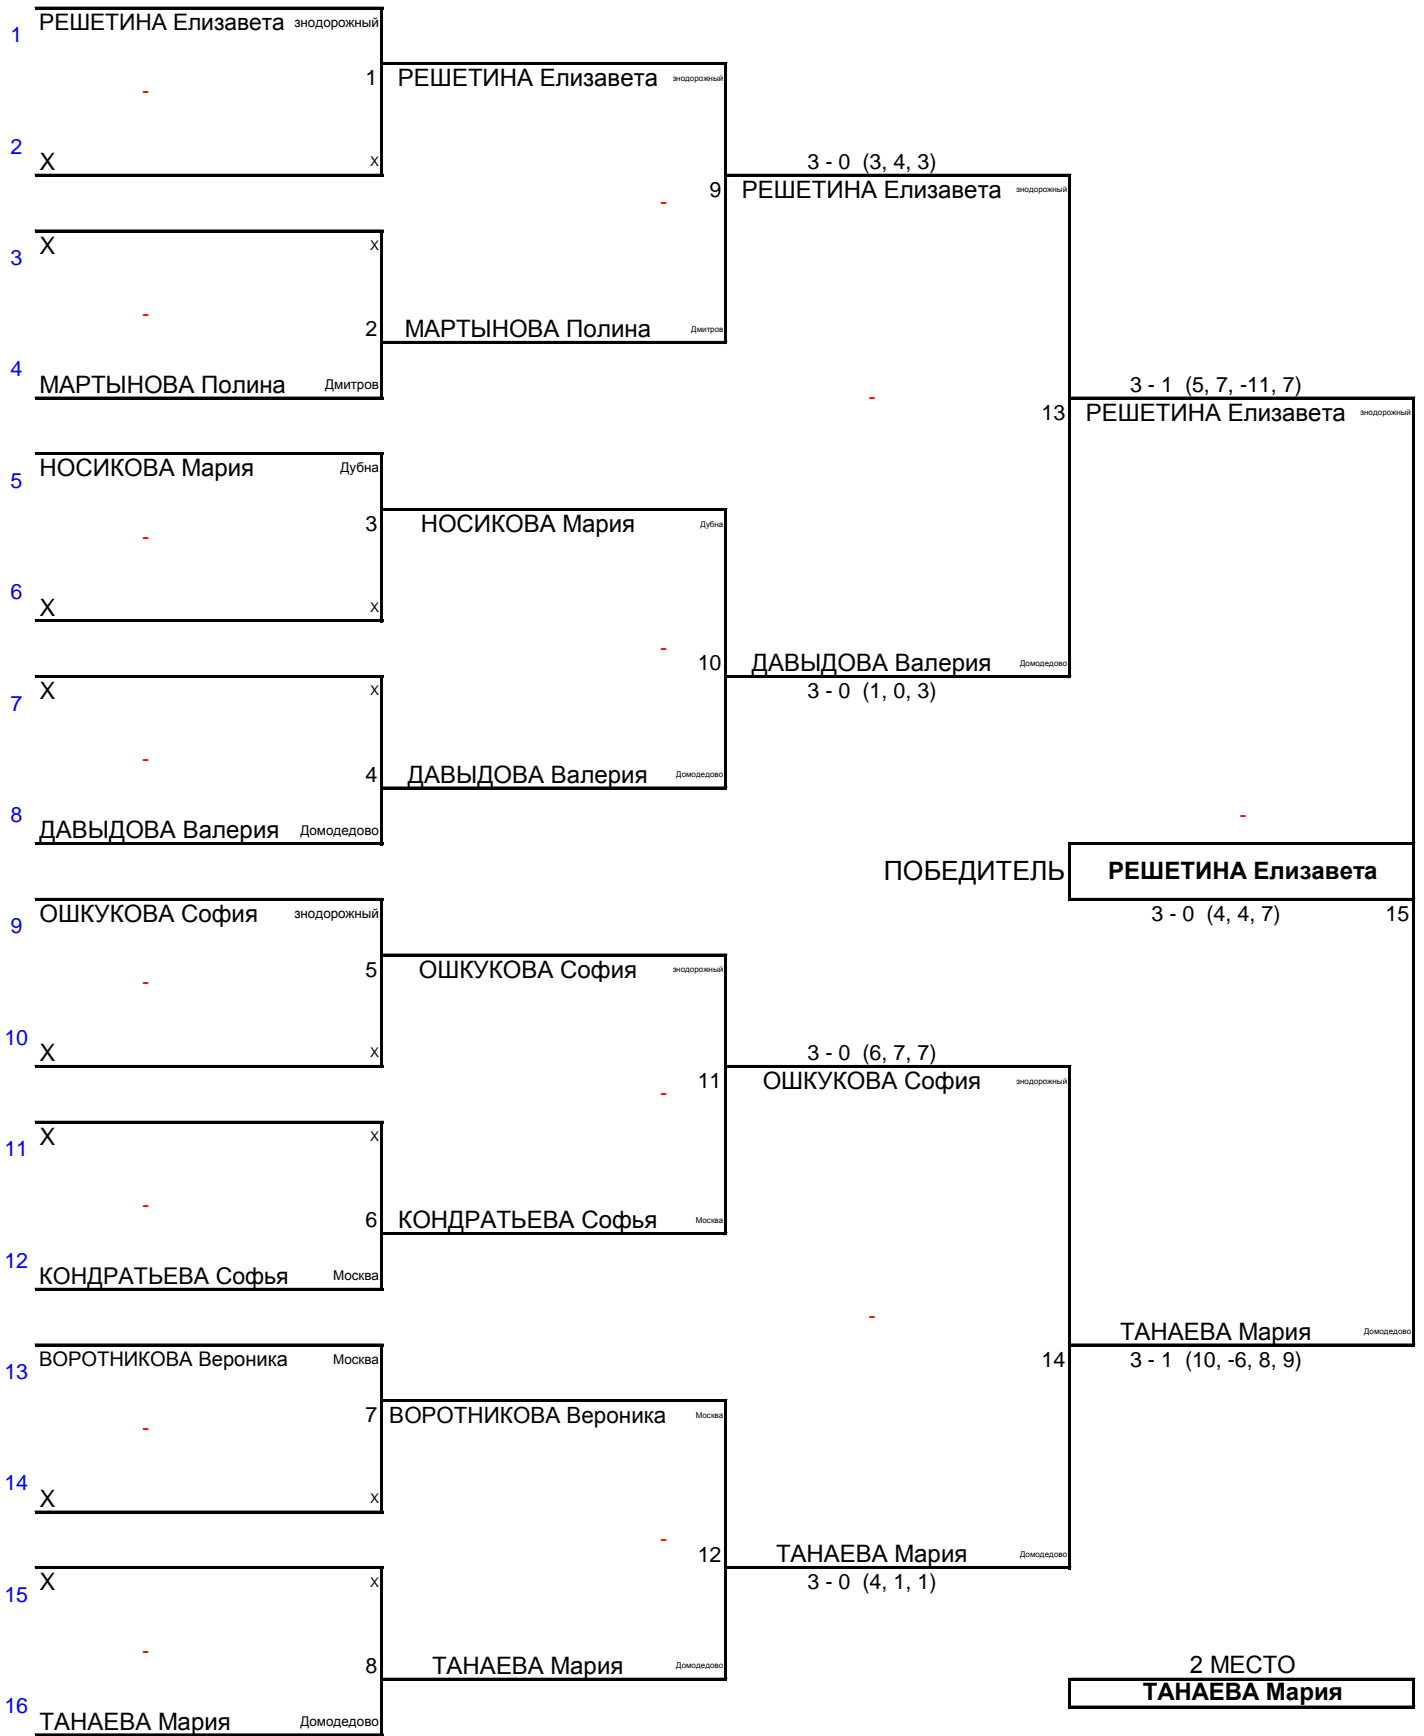 1 РЕШЕТИНА Елизавета знодорожный
1 РЕШЕТИНА Елизавета знодорожный
-
2 X X
3 - 0 (3, 4, 3)
9 РЕШЕТИНА Елизавета знодорожный
-
3 X X
-
2 МАРТЫНОВА Полина Дмитров
4 МАРТЫНОВА Полина Дмитров
3 - 1 (5, 7, -11, 7)
-
13 РЕШЕТИНА Елизавета знодорожный
5 НОСИКОВА Мария Дубна
3 НОСИКОВА Мария Дубна
-
6 X X
-
10 ДАВЫДОВА Валерия Домодедово
3 - 0 (1, 0, 3)
7 X X
-
4 ДАВЫДОВА Валерия Домодедово
8 ДАВЫДОВА Валерия Домодедово
-
ПОБЕДИТЕЛЬ РЕШЕТИНА Елизавета
3 - 0 (4, 4, 7) 15
9 ОШКУКОВА София знодорожный
5 ОШКУКОВА София знодорожный
-
10 X X
3 - 0 (6, 7, 7)
11 ОШКУКОВА София знодорожный
-
11 X X
-
6 КОНДРАТЬЕВА Софья Москва
12 КОНДРАТЬЕВА Софья Москва
-
ТАНАЕВА Мария Домодедово
14 3 - 1 (10, -6, 8, 9)
13 ВОРОТНИКОВА Вероника Москва
7 ВОРОТНИКОВА Вероника Москва
-
14 X X
-
12 ТАНАЕВА Мария Домодедово
3 - 0 (4, 1, 1)
15 X X
-
8 ТАНАЕВА Мария Домодедово
2 МЕСТО
ТАНАЕВА Мария
16 ТАНАЕВА Мария Домодедово